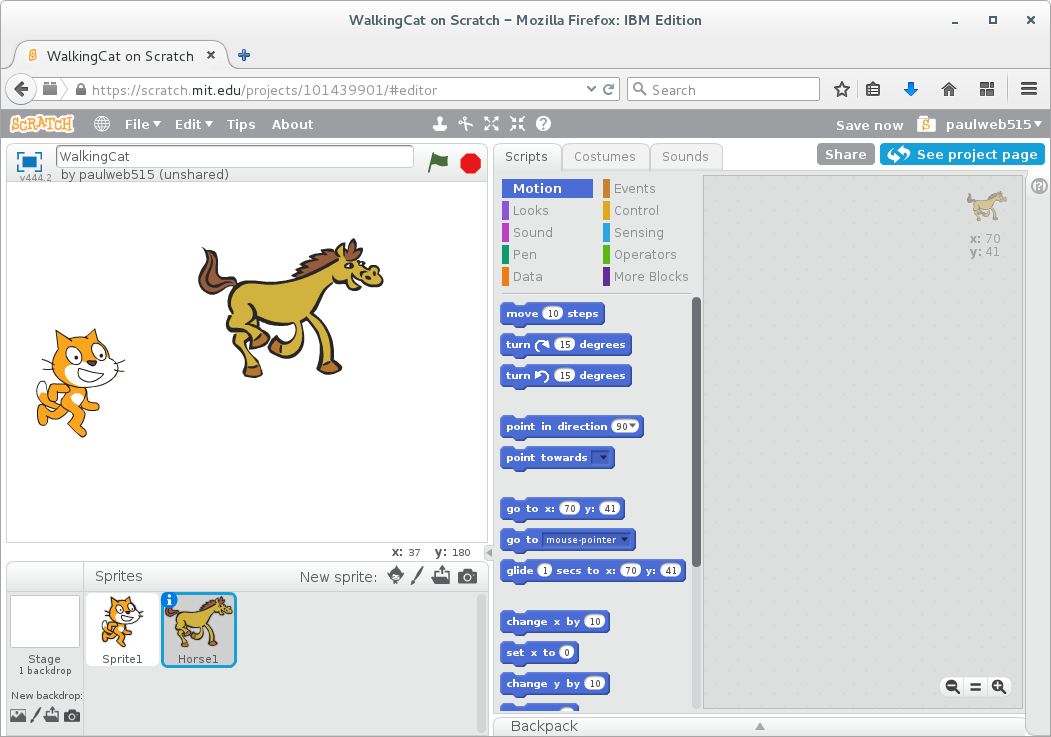 WalkingCat on Scratch – Mozilla Firefox: IBM Edition
WalkingCat on Scratch
https://scratch.mit.edu/projects/101439901/#editor
Search
SCRATCH
File
Edit
Tips
About
Save now
paulweb515
v444.2
WalkingCat
by paulweb515 (unshared)
Scripts
Costumes
Sounds
Share
See project page
Motion
Events
Looks
Control
Sound
Sensing
Pen
Operators
Data
More Blocks
x: 70
y: 41
move 10 steps
turn 15 degrees
turn 15 degrees
point in direction 90
point towards
go to x: 70 y: 41
go to mouse-pointer
glide 1 secs to x: 70 y: 41
change x by 10
set x to 0
change y by 10
x: 37 y: 180
Sprites
New sprite:
Stage
1 backdrop
New backdrop:
Sprite1
Horse1
Backpack